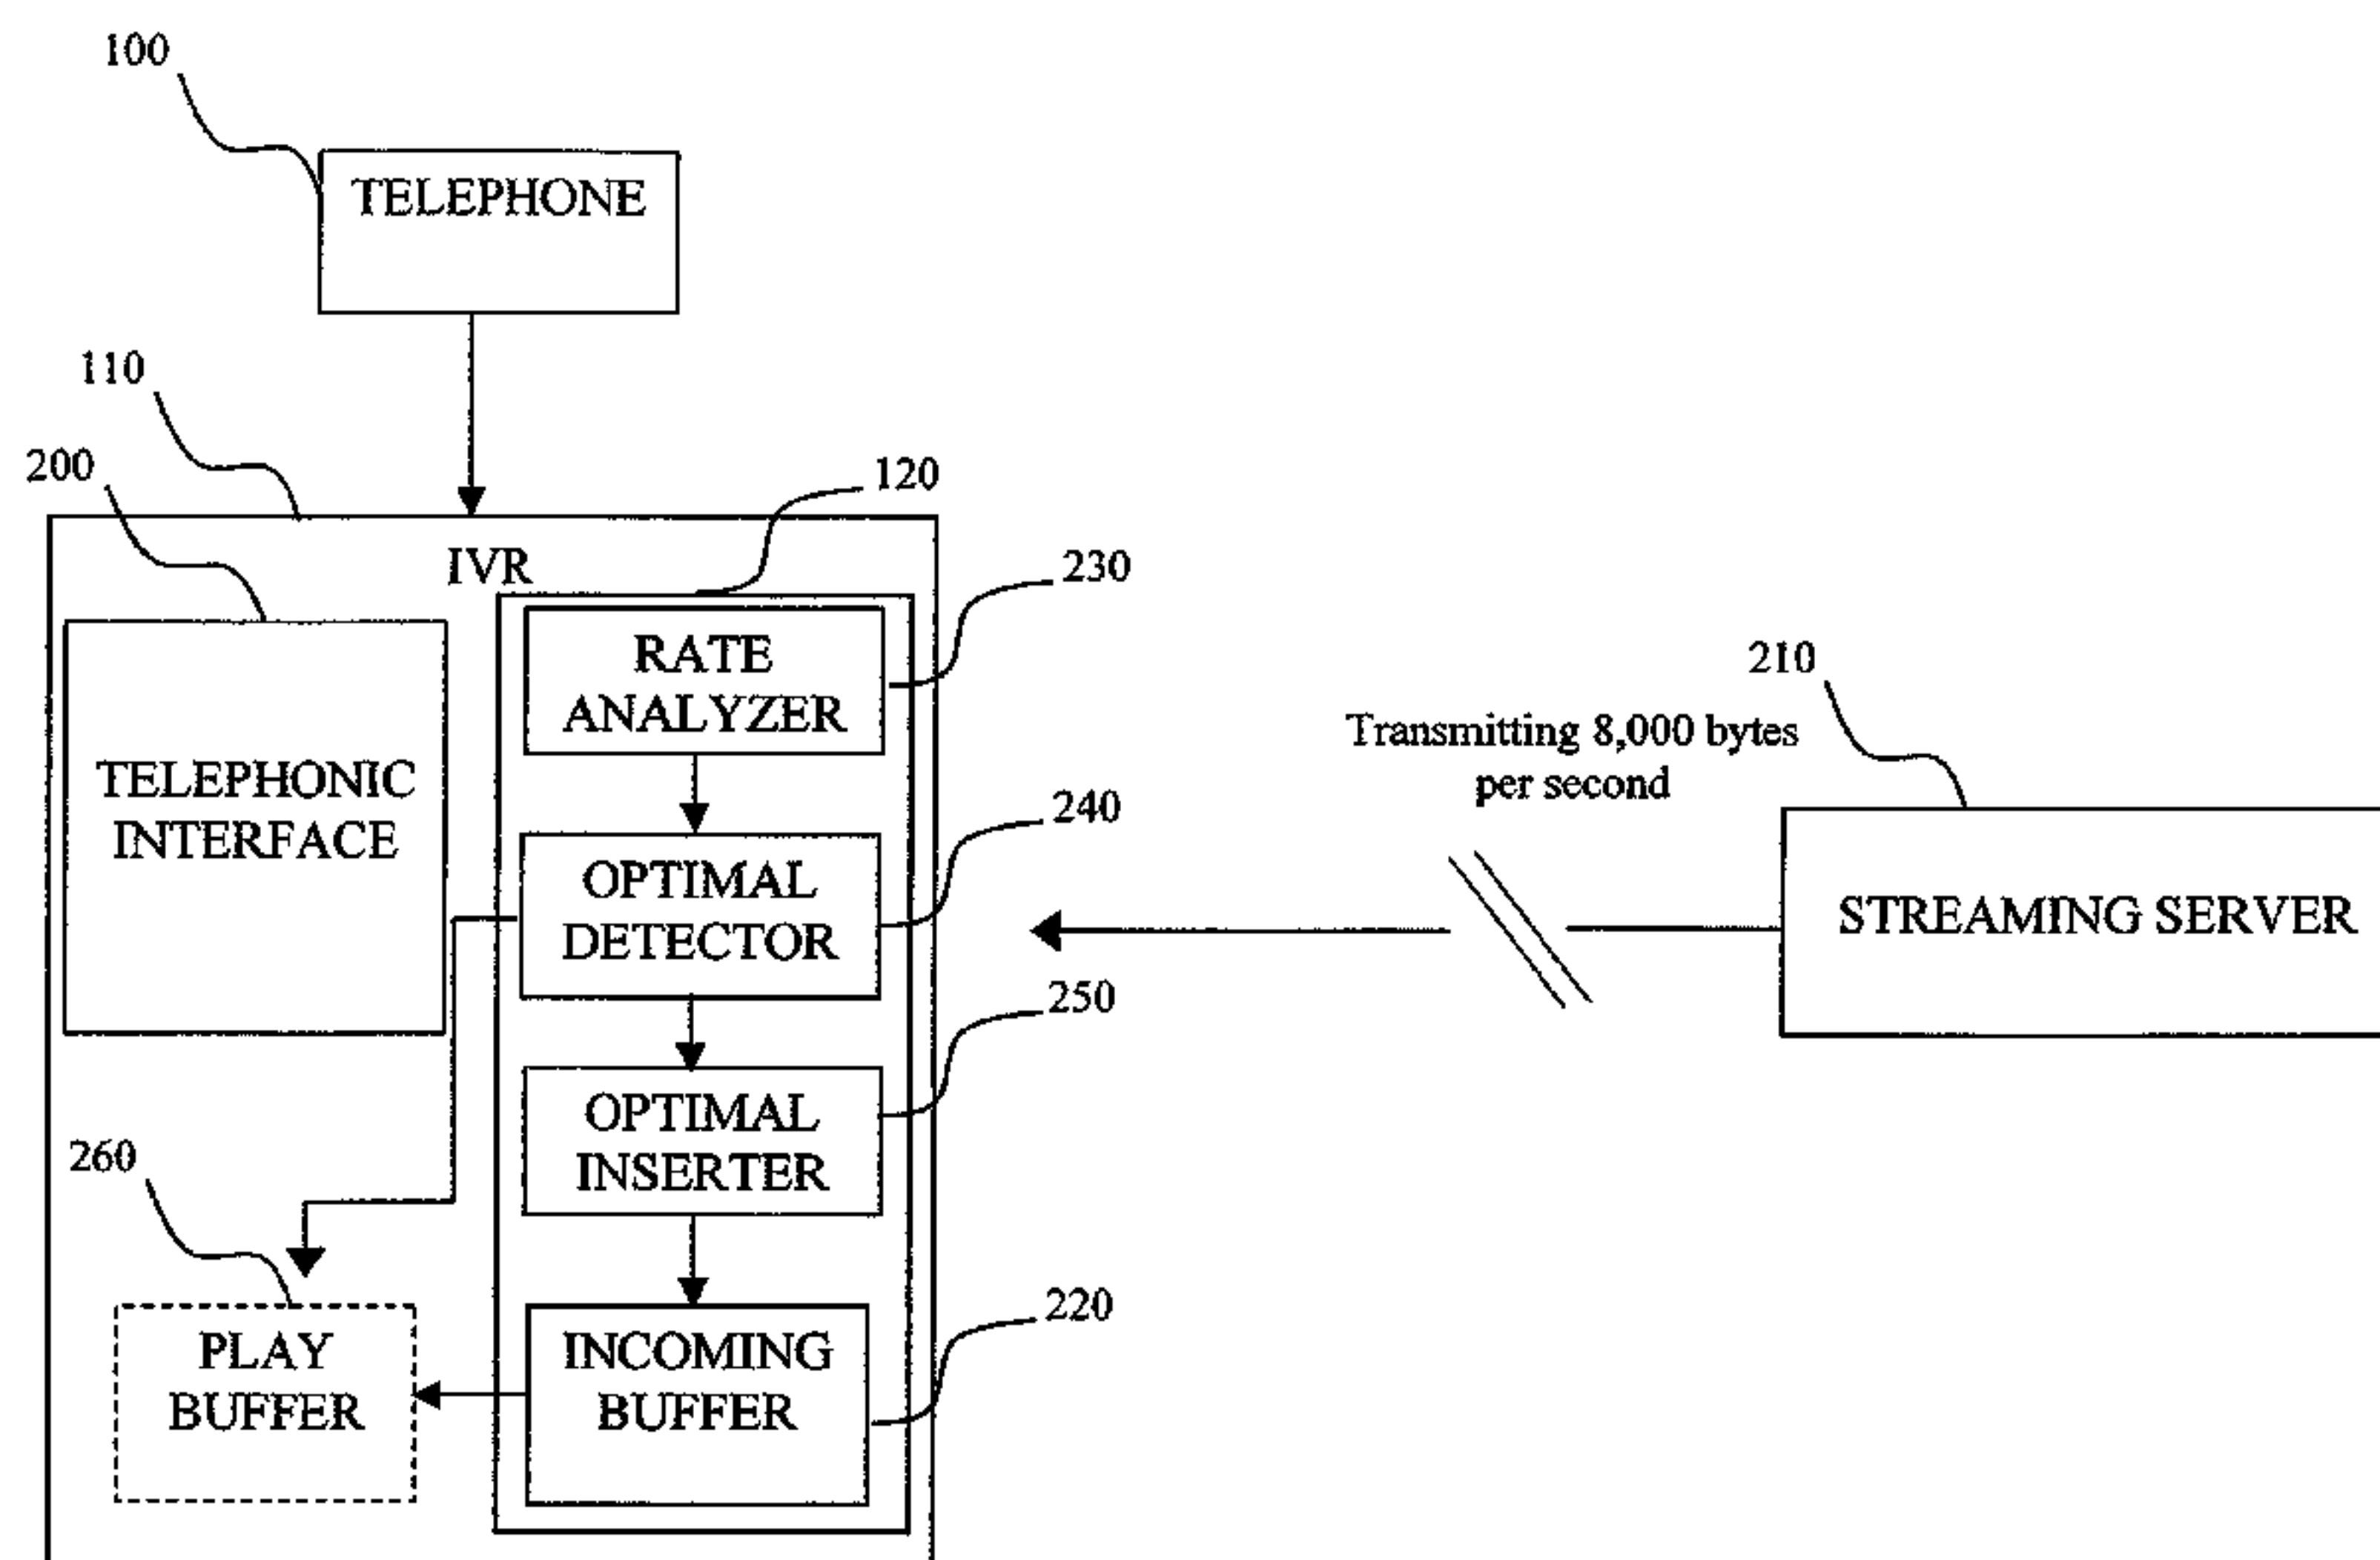 100
TELEPHONE
110
200
120
IVR
230
RATE
ANALYZER
TELEPHONIC
INTERFACE
240
OPTIMAL
DETECTOR
Transmitting 8,000 bytes
per second
210
STREAMING SERVER
250
OPTIMAL
INSERTER
260
PLAY
BUFFER
INCOMING
BUFFER
220